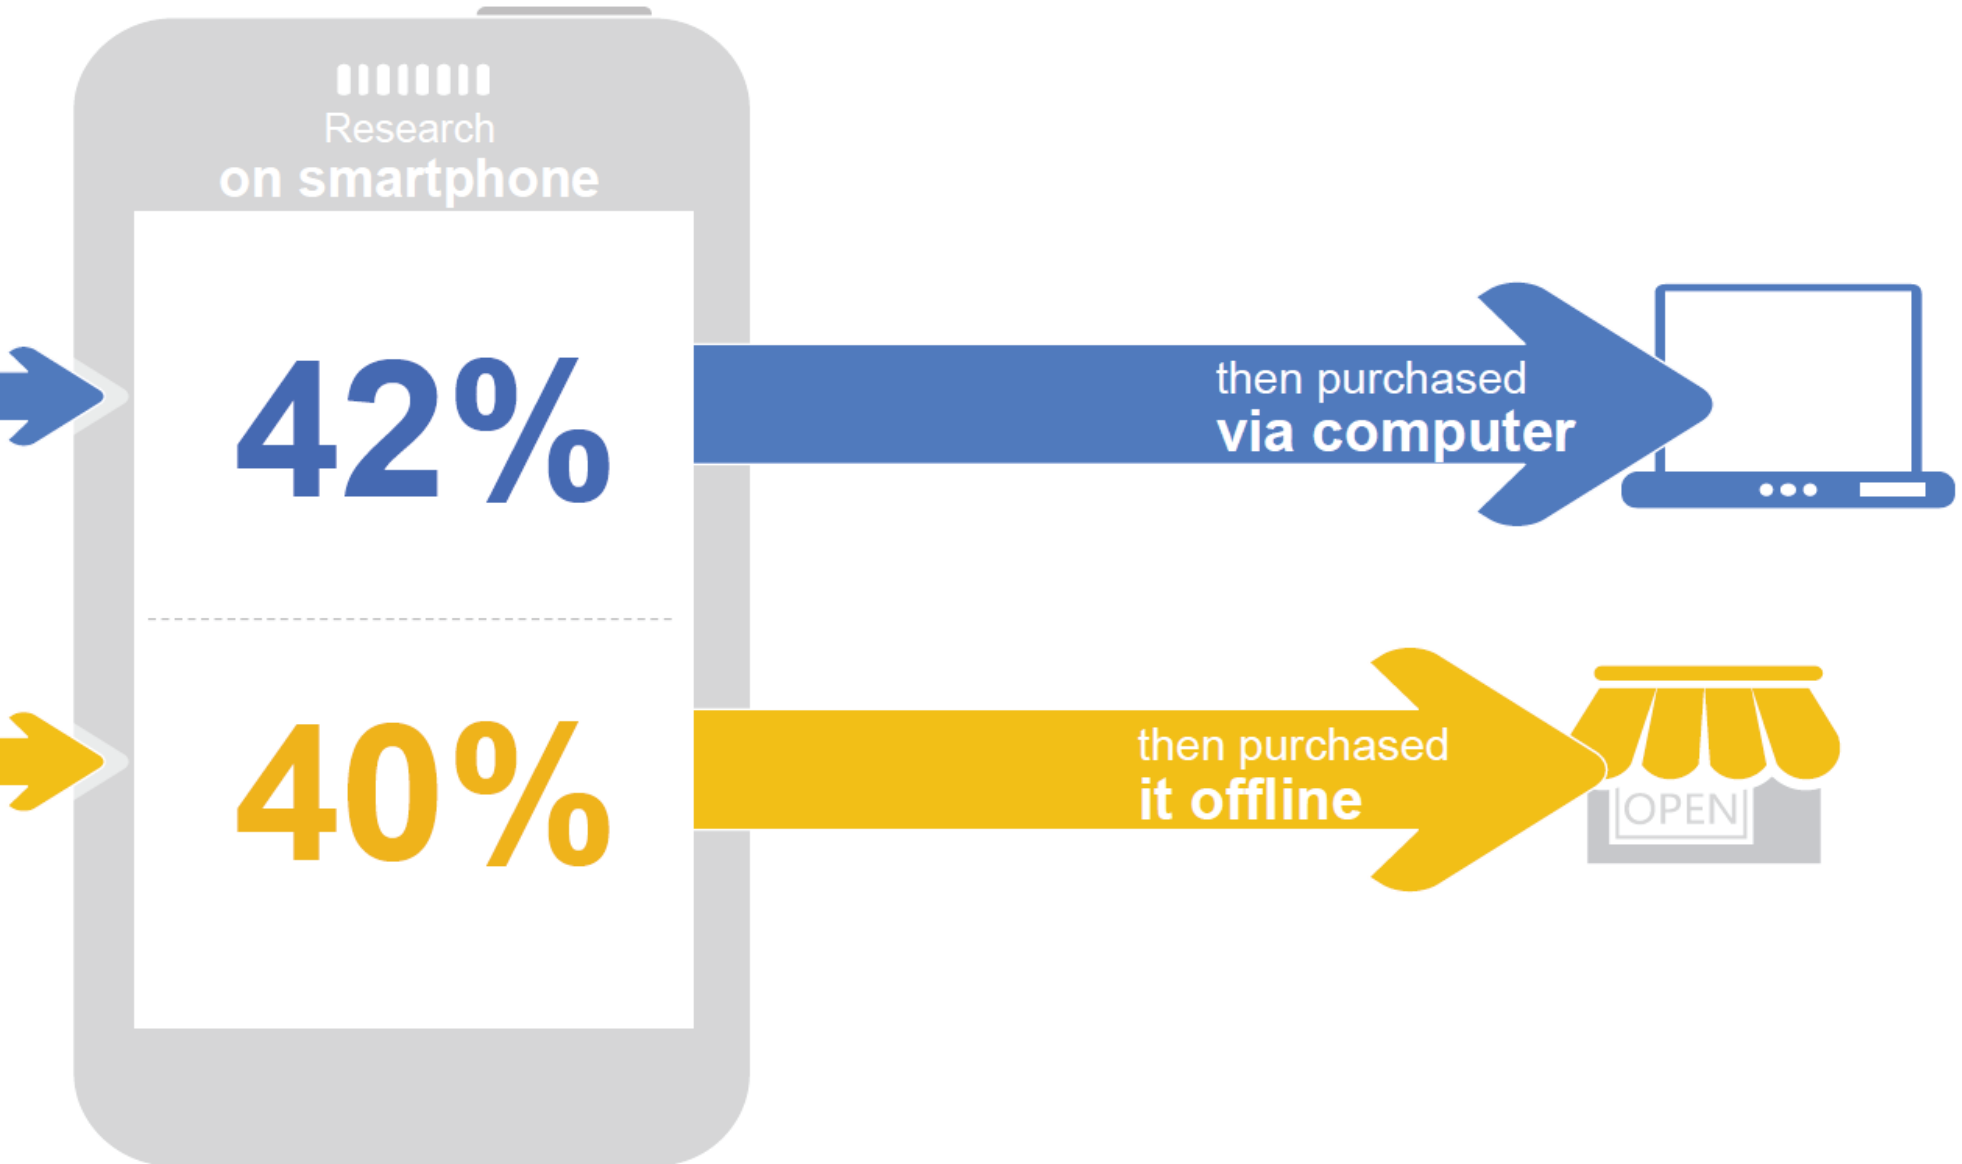 Research
on smartphone
42%
then purchased
via computer
40%
then purchased
it offline
OPEN